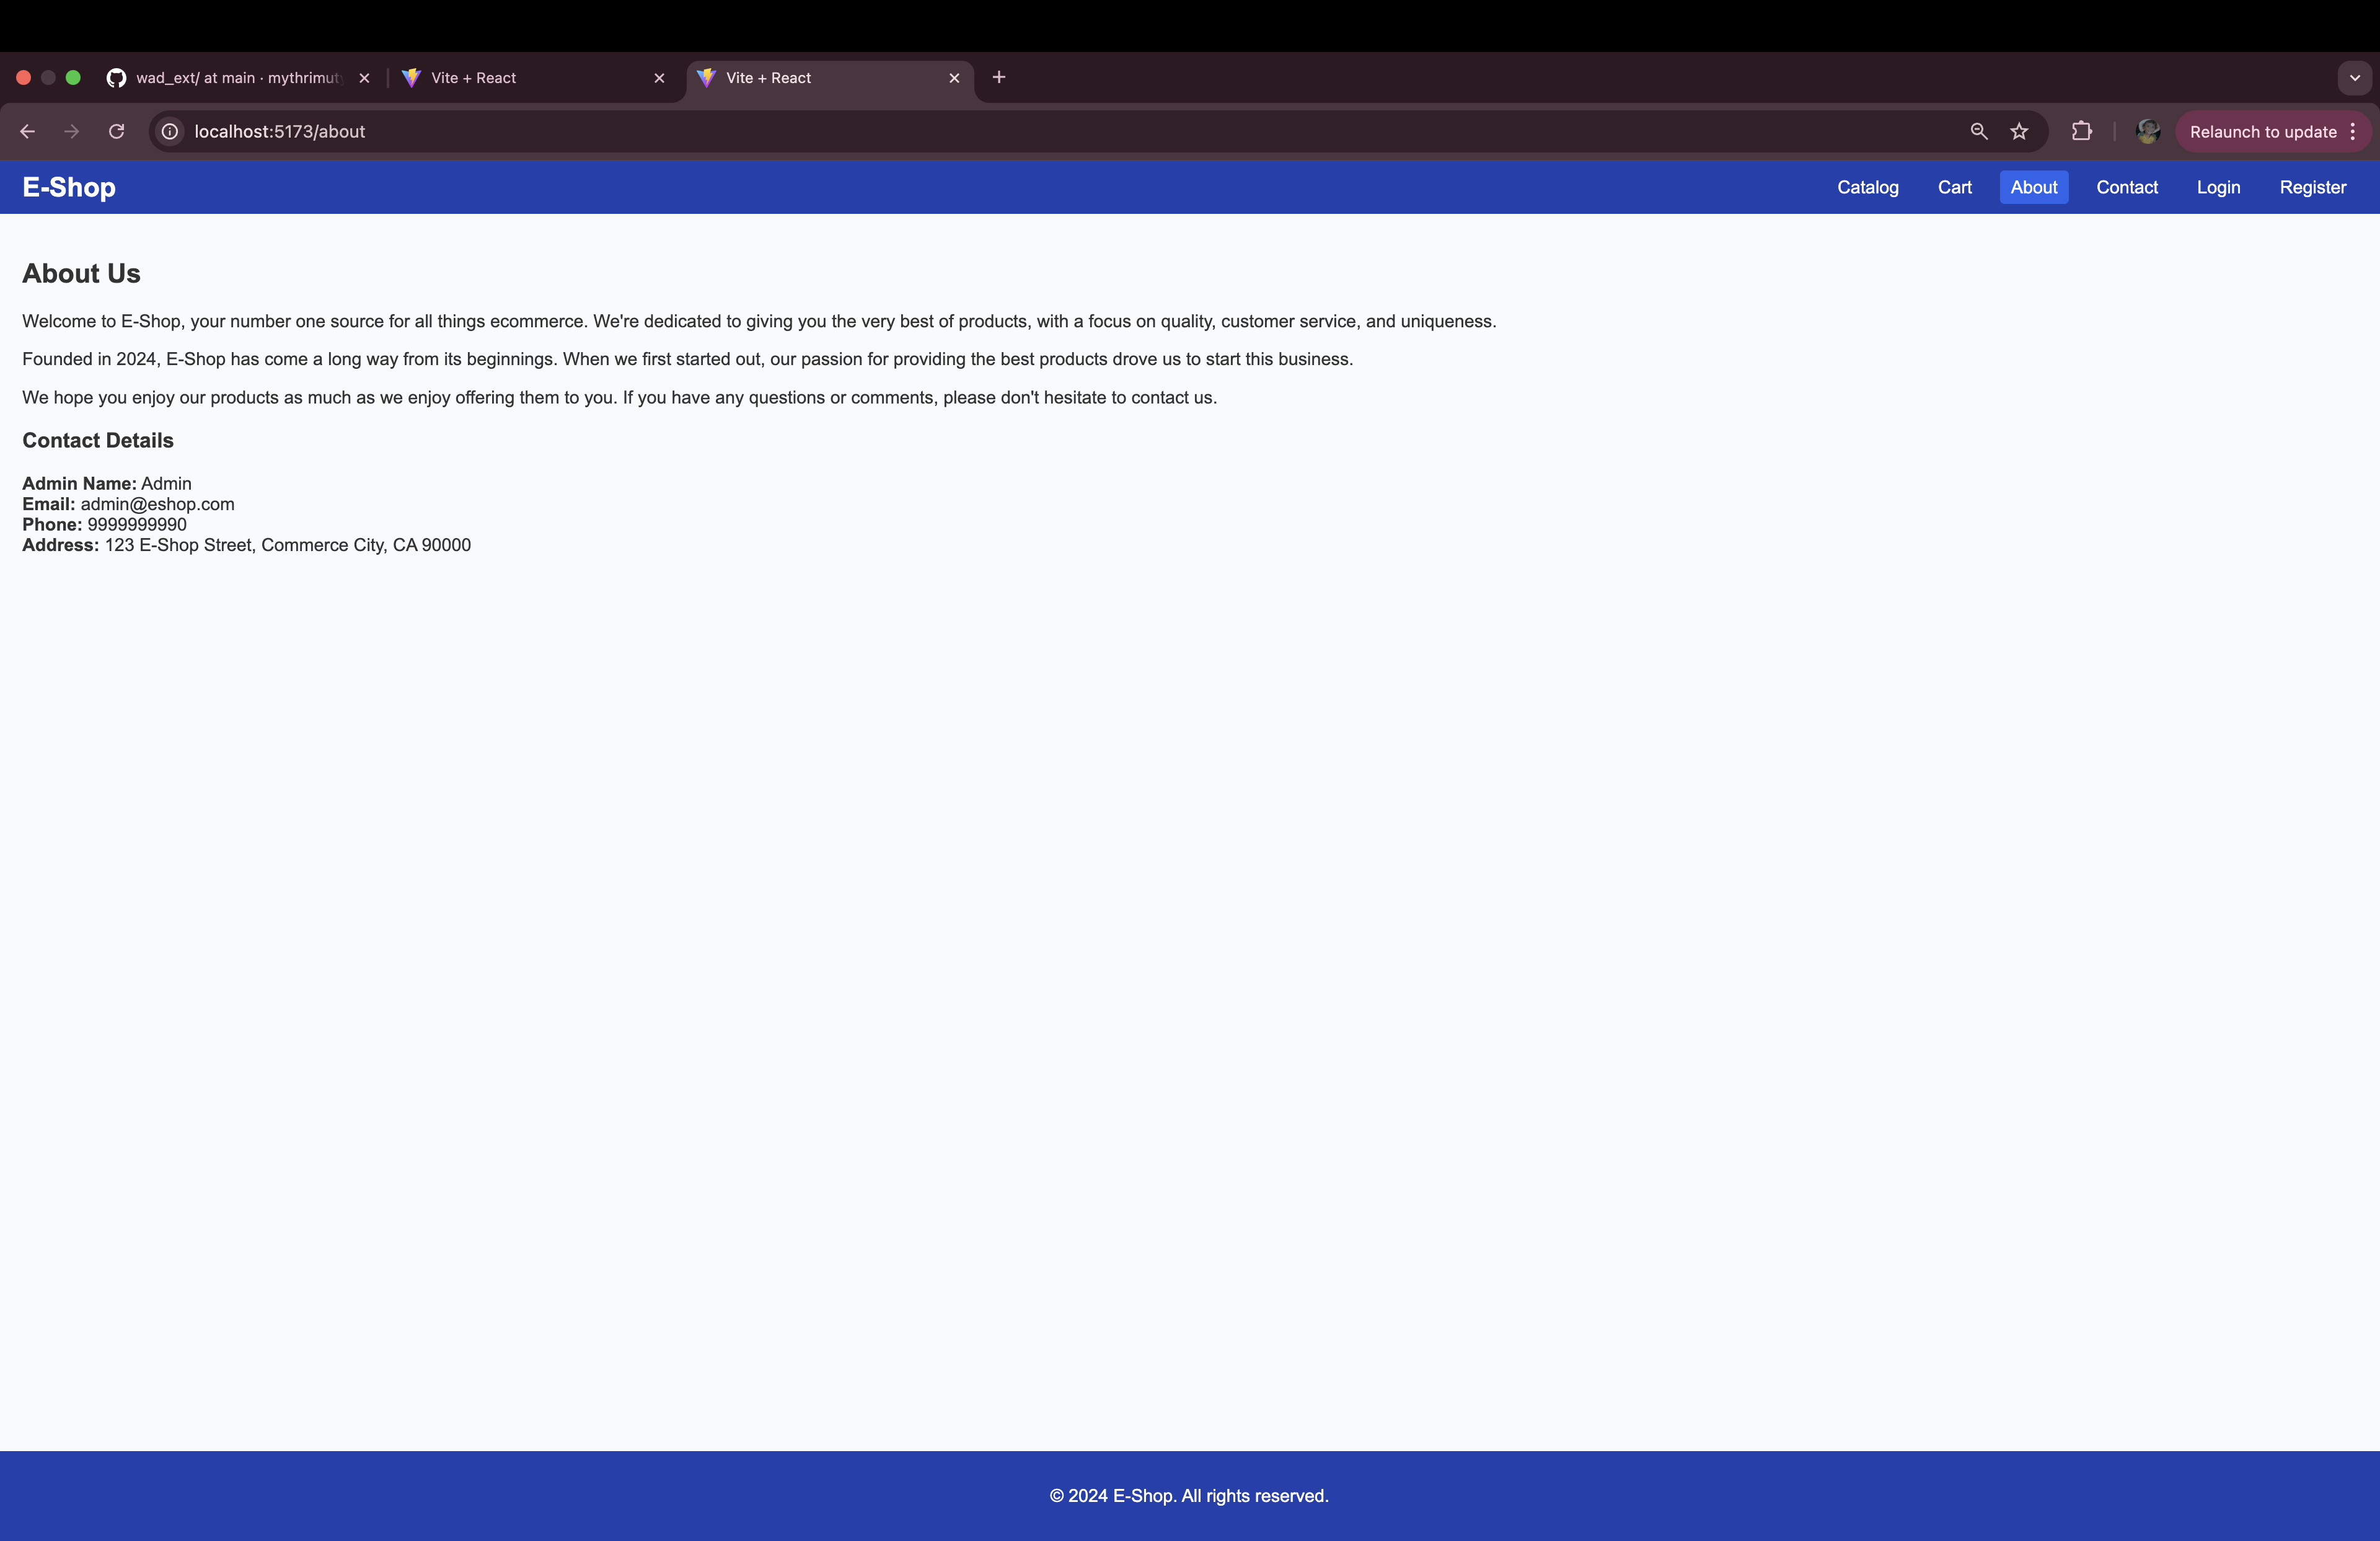 wad_ext/ at main · mythrimut
Vite + React
Vite + React
localhost:5173/about
Relaunch to update
E-Shop
Catalog
Cart
About
Contact
Login
Register
About Us
Welcome to E-Shop, your number one source for all things ecommerce. We're dedicated to giving you the very best of products, with a focus on quality, customer service, and uniqueness.
Founded in 2024, E-Shop has come a long way from its beginnings. When we first started out, our passion for providing the best products drove us to start this business.
We hope you enjoy our products as much as we enjoy offering them to you. If you have any questions or comments, please don't hesitate to contact us.
Contact Details
Admin Name: Admin
Email: admin@eshop.com
Phone: 9999999990
Address: 123 E-Shop Street, Commerce City, CA 90000
© 2024 E-Shop. All rights reserved.